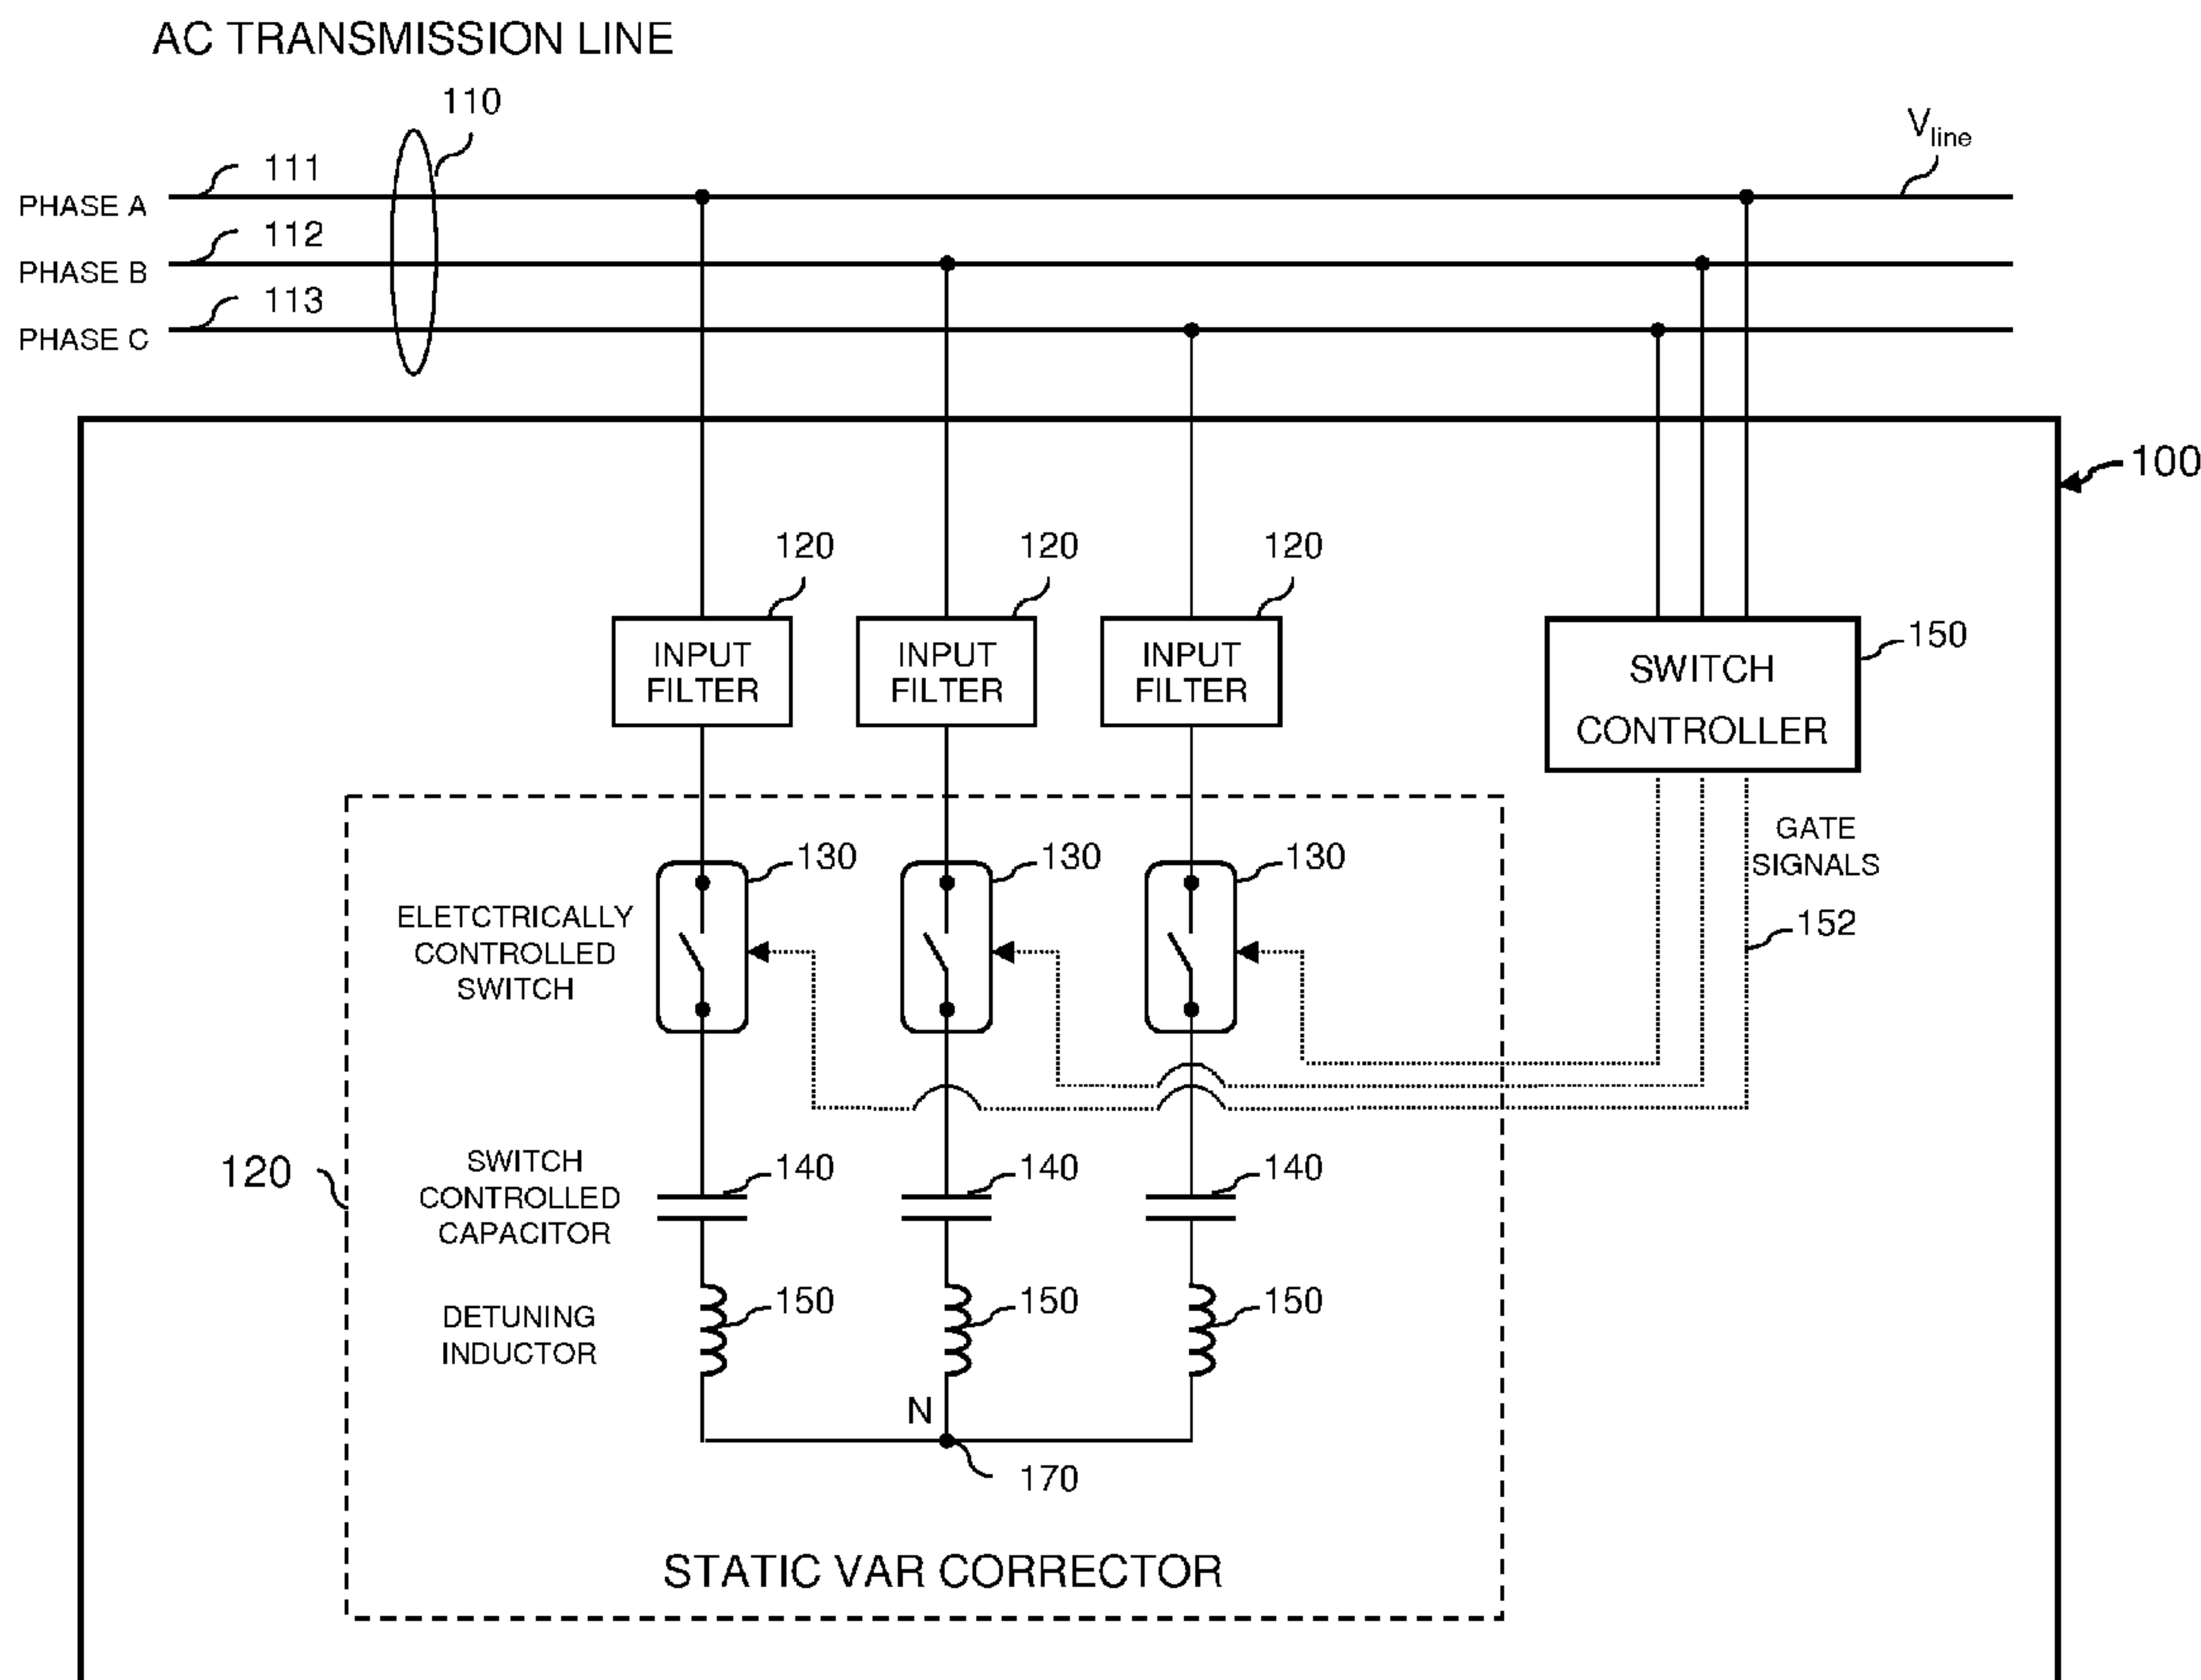 AC TRANSMISSION LINE
110
V line
111
PHASE A
112
PHASE B
113
PHASE C
100
120
120
120
INPUT
FILTER
INPUT
FILTER
INPUT
FILTER
150
SWITCH
CONTROLLER
GATE
SIGNALS
152
130
130
130
ELETCTRICALLY
CONTROLLED
SWITCH
120
SWITCH
CONTROLLED
CAPACITOR
140
140
140
DETUNING
INDUCTOR
150
150
150
N
170
STATIC VAR CORRECTOR